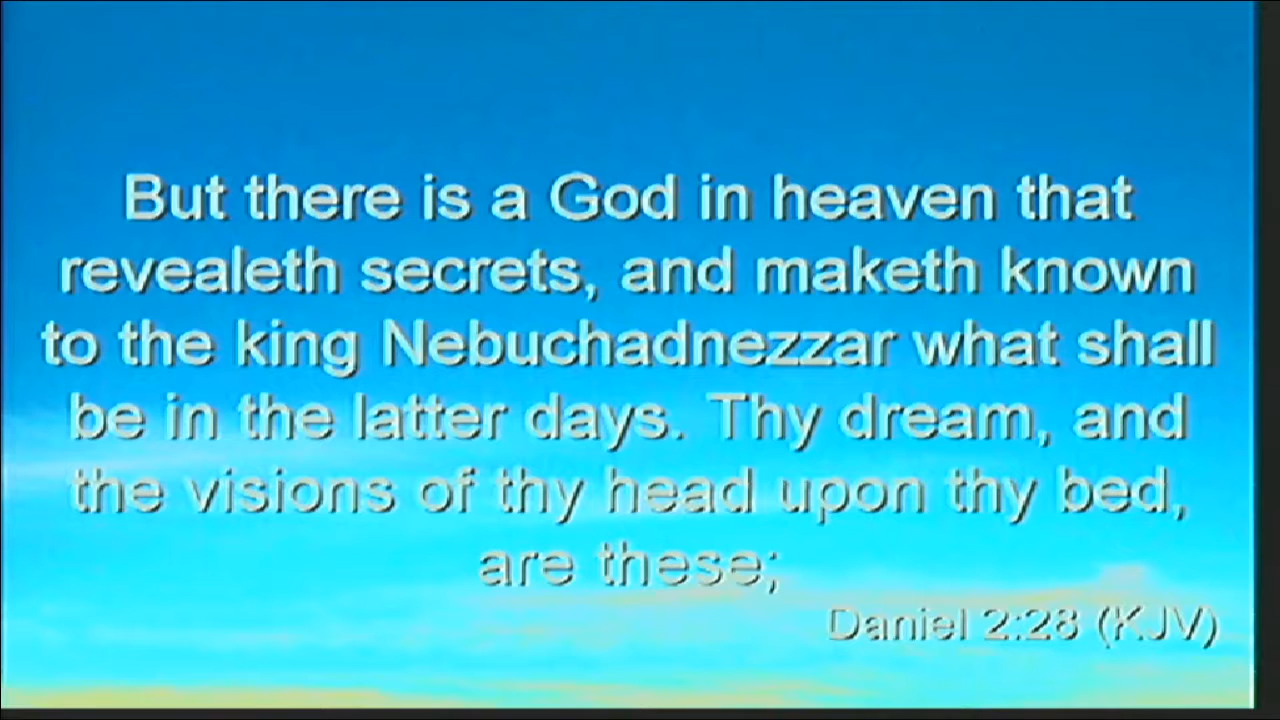 But there is a God in heaven that
revealeth secrets, and maketh known
to the king Nebuchadnezzar what shall
be in the latter days. Thy dream, and
the visions of thy head upon thy bed,
are these;
Daniel 2:28 (KJV)